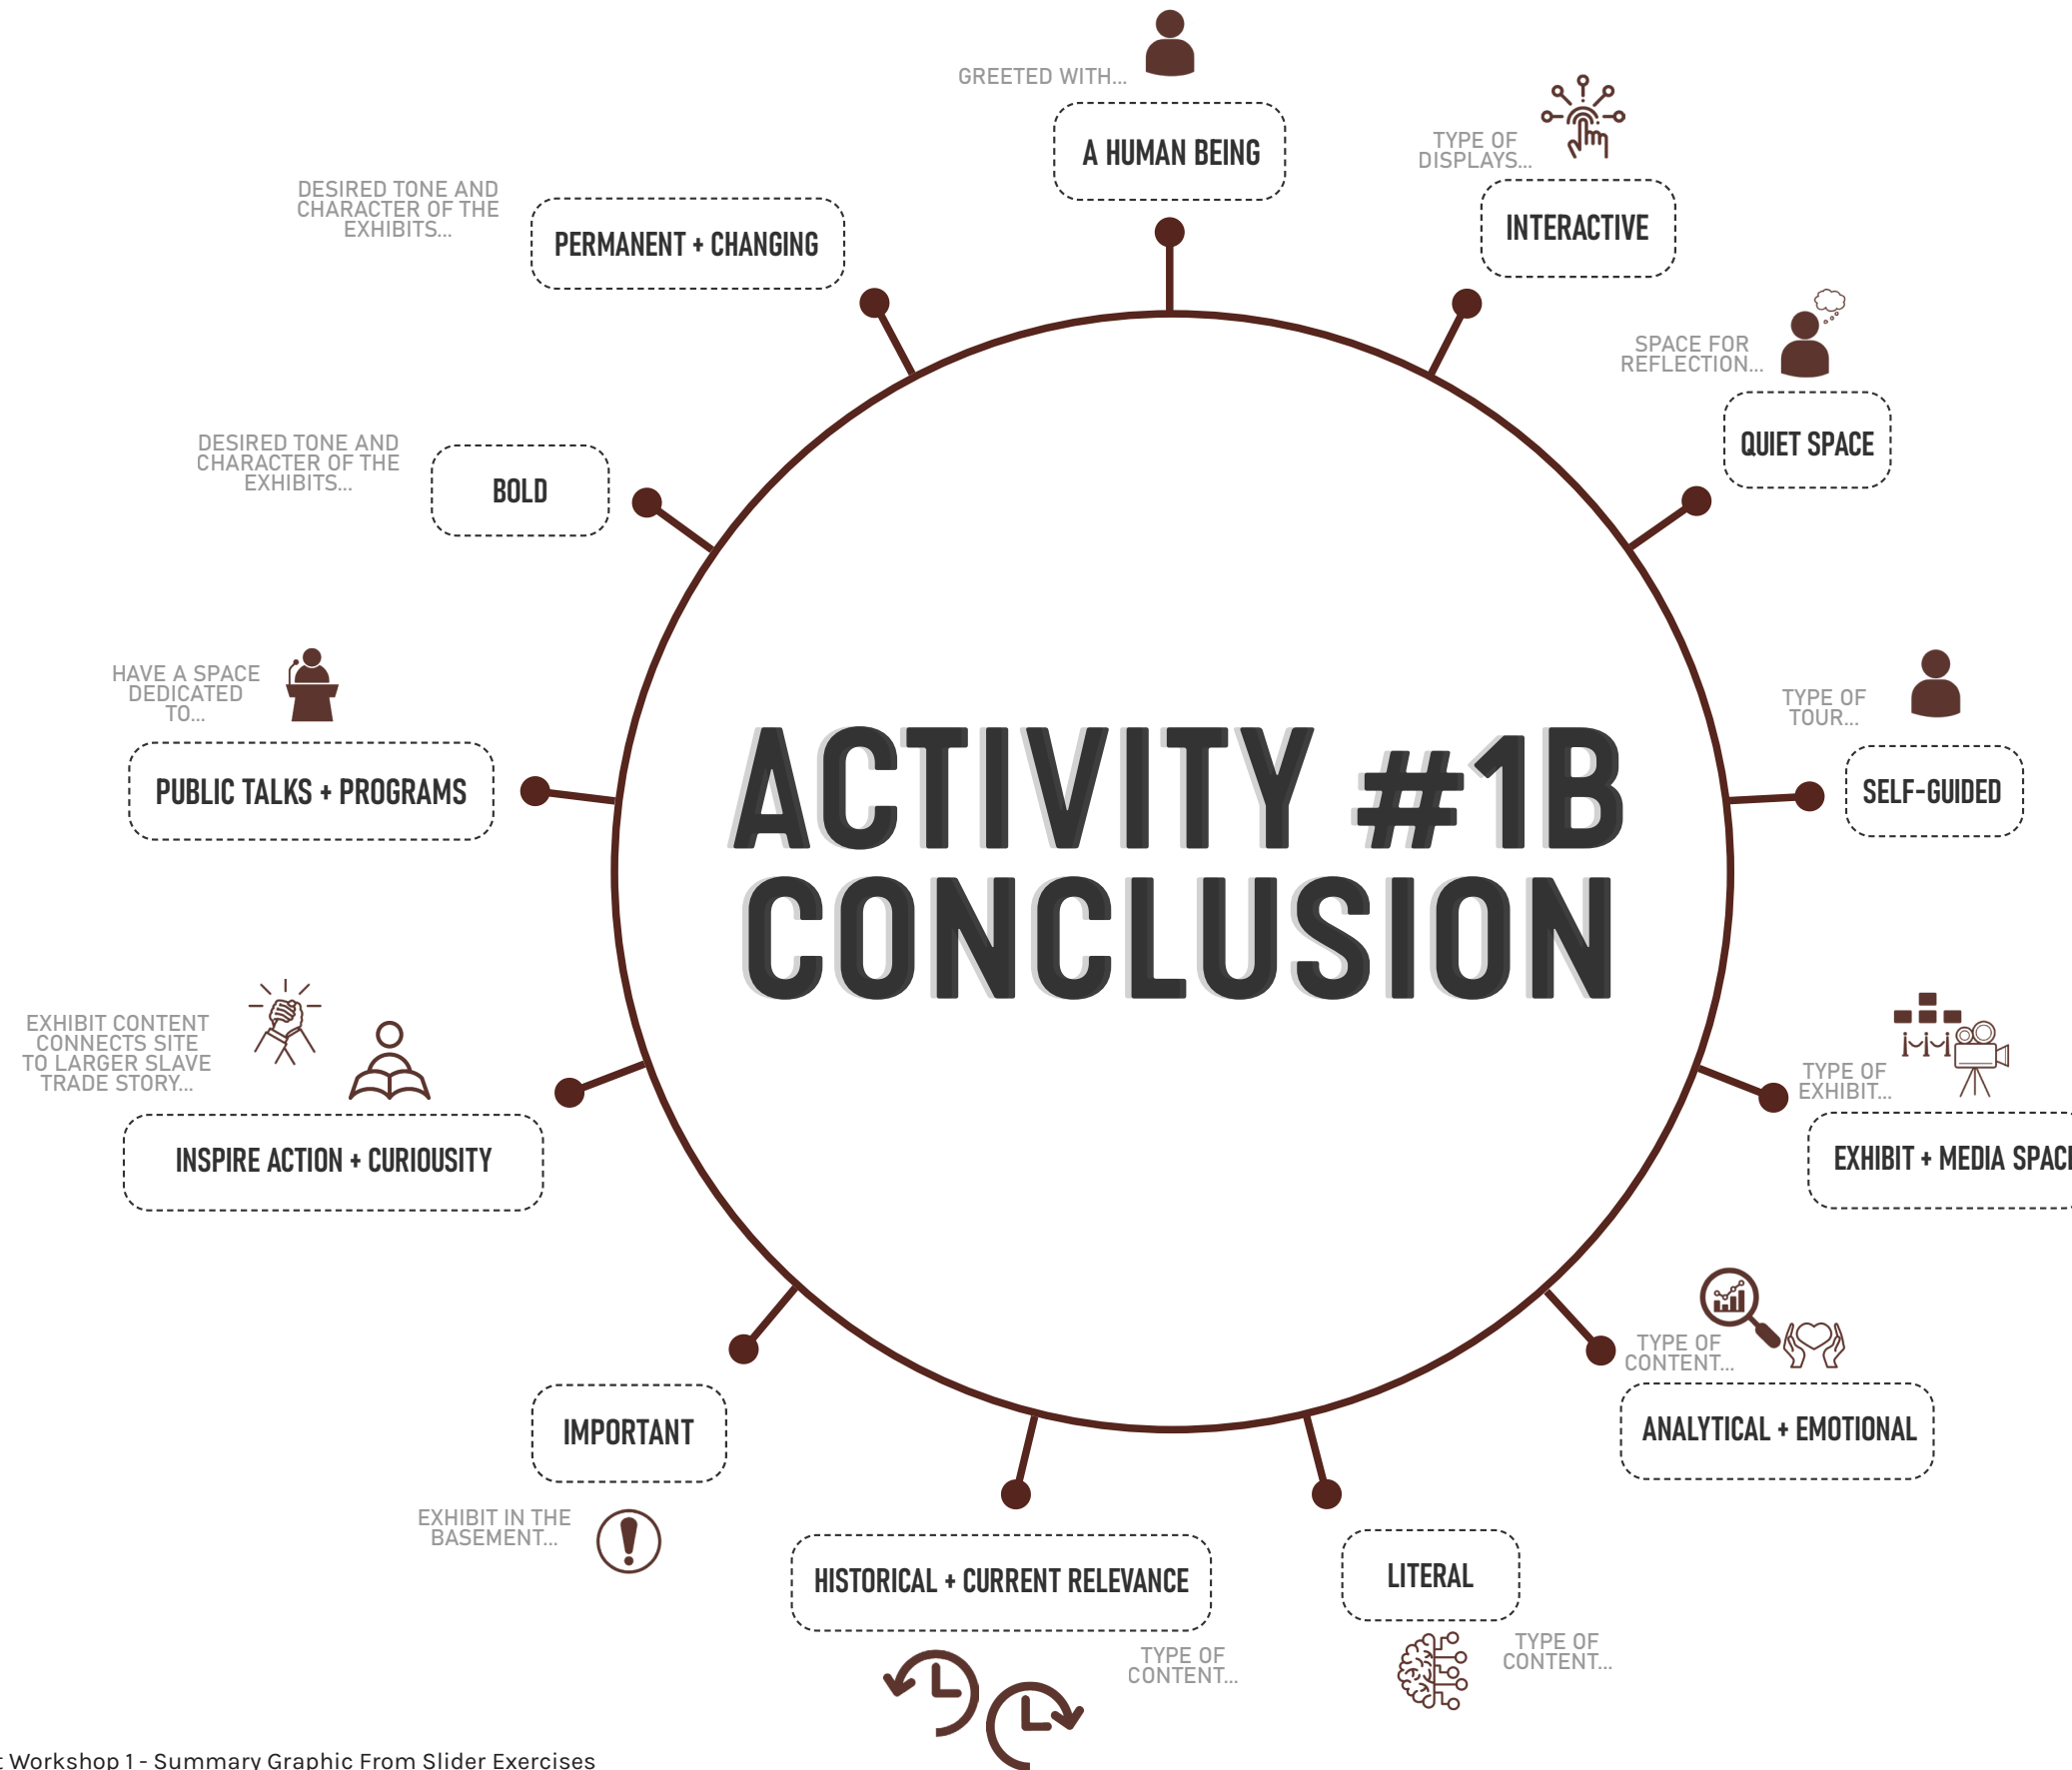 GREETED WITH...
A HUMAN BEING
TYPE OF
DISPLAYS...
INTERACTIVE
SPACE FOR
REFLECTION...
QUIET SPACE
TYPE OF
TOUR...
SELF-GUIDED
TYPE OF
EXHIBIT...
EXHIBIT + MEDIA
TYPE OF
CONTENT...
ANALYTICAL + EMOTIONAL
LITERAL
TYPE OF
CONTENT...
HISTORICAL + CURRENT RELEVANCE
TYPE OF
CONTENT...
IMPORTANT
EXHIBIT IN THE
BASEMENT...
EXHIBIT CONTENT
CONNECTS SITE
TO LARGER SLAVE
TRADE STORY...
INSPIRE ACTION + CURIOUSITY
HAVE A SPACE
DEDICATED
TO...
PUBLIC TALKS + PROGRAMS
DESIRED TONE AND
CHARACTER OF THE
EXHIBITS...
BOLD
DESIRED TONE AND
CHARACTER OF THE
EXHIBITS...
PERMANENT + CHANGING
ACTIVITY #1B
CONCLUSION
Workshop 1 - Summary Graphic From Slider Exercises